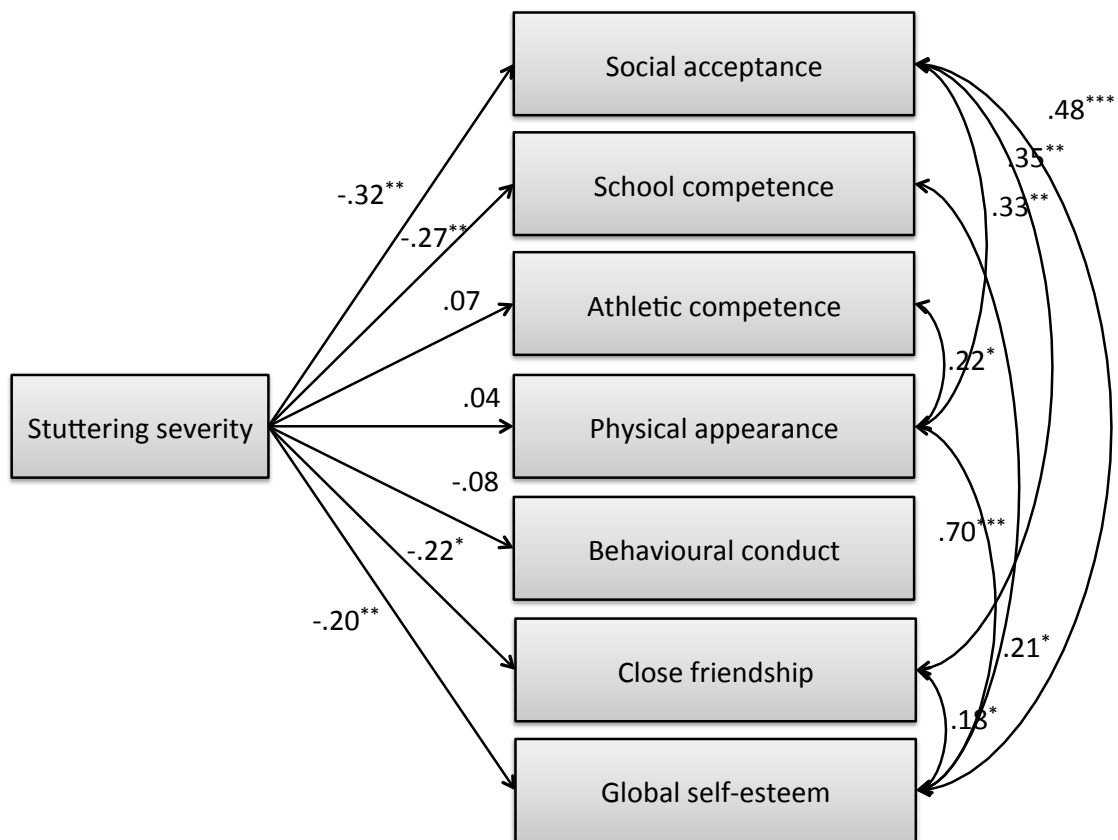 Social acceptance
.48***
.35**
School competence
-.32**
.33**
-.27**
.07
Athletic competence
.22*
.04
Stuttering severity
Physical appearance
-.08
.70***
-.22*
Behavioural conduct
-.20**
.21*
Close friendship
.18*
Global self-esteem